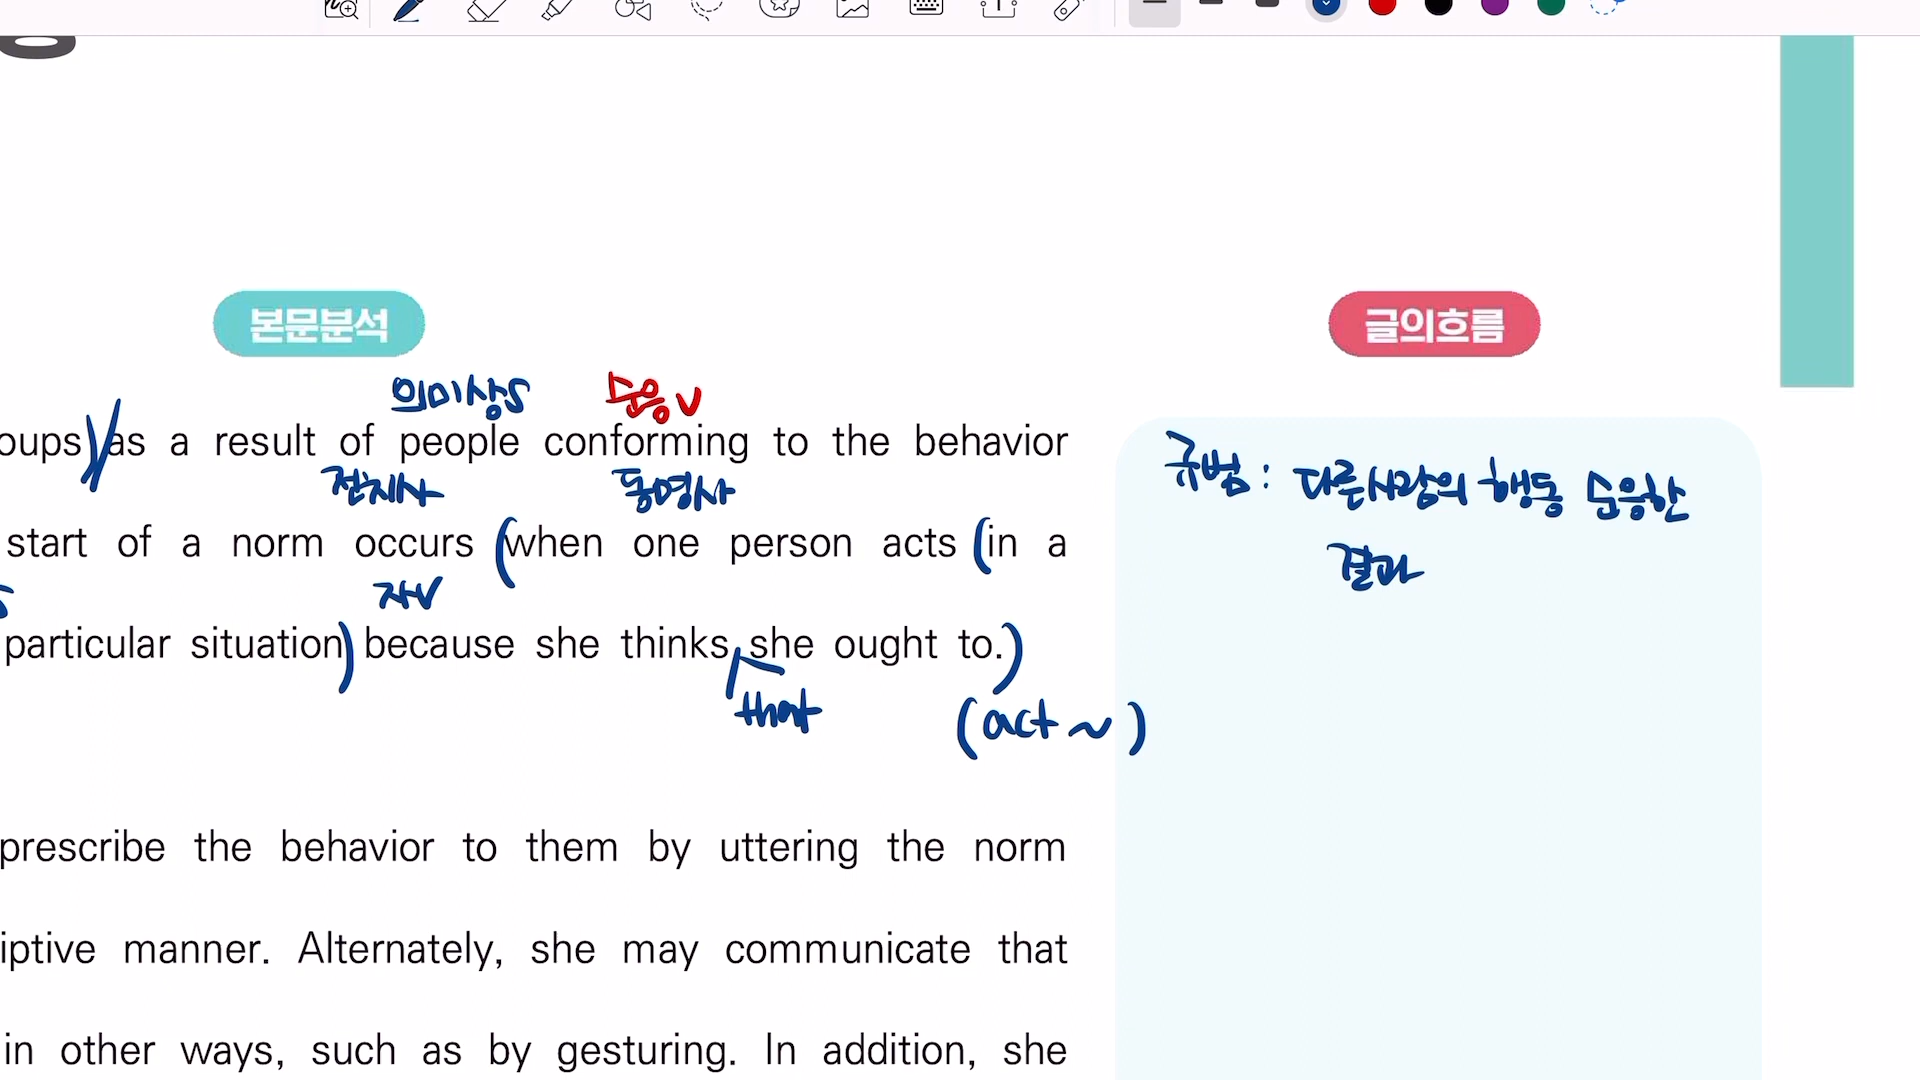 본문분석
글의흐름
의미상S 순응V
oups) as a result of people conforming to the behavior
전치사 동명사
규범 : 다른사람의 행동 순응한
결과
start of a norm occurs (when one person acts (in a
S 자V
particular situation) because she thinks she ought to.)
that
(act ~)
prescribe the behavior to them by uttering the norm
iptive manner. Alternately, she may communicate that
in other ways, such as by gesturing. In addition, she